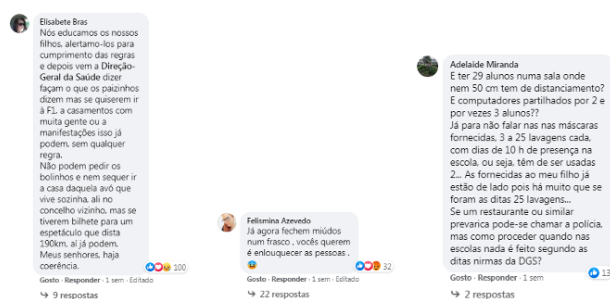 Elisabete Bras
Nós educamos os nossos
filhos, alertamo-los para
cumprimento das regras
e depois vem a Direção-
Geral da Saúde dizer
façam o que os paizinhos
dizem mas se quiserem ir
à F1, a casamentos com
muita gente ou a
manifestações isso já
podem, sem qualquer
regra.
Não podem pedir os
bolinhos e nem sequer ir
a casa daquela avó que
vive sozinha, ali no
concelho vizinho, mas se
tiverem bilhete para um
espetáculo que dista
190km, aí já podem.
Meus senhores, haja
coerência.
100
Gosto · Responder · 1 sem · Editado
9 respostas
Felismina Azevedo
Já agora fechem miúdos
num frasco , vocês querem
é enlouquecer as pessoas .
32
Gosto · Responder · 1 sem · Editado
22 respostas
Adelaide Miranda
E ter 29 alunos numa sala onde
nem 50 cm tem de distanciamento?
E computadores partilhados por 2 e
por vezes 3 alunos??
Já para não falar nas nas máscaras
fornecidas, 3 a 25 lavagens cada,
com dias de 10 h de presença na
escola, ou seja, têm de ser usadas
2... As fornecidas ao meu filho já
estão de lado pois há muito que se
foram as ditas 25 lavagens...
Se um restaurante ou similar
prevarica pode-se chamar a polícia,
mas como proceder quando nas
escolas nada é feito segundo as
ditas nirmas da DGS?
13
Gosto · Responder · 1 sem
2 respostas